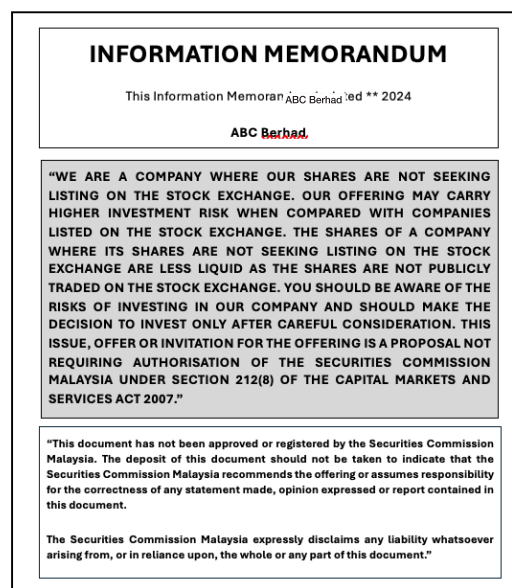 INFORMATION MEMORANDUM
This Information Memoran ABC Berhad ted ** 2024
ABC Berhad
“WE ARE A COMPANY WHERE OUR SHARES ARE NOT SEEKING
LISTING ON THE STOCK EXCHANGE. OUR OFFERING MAY CARRY
HIGHER INVESTMENT RISK WHEN COMPARED WITH COMPANIES
LISTED ON THE STOCK EXCHANGE. THE SHARES OF A COMPANY
WHERE ITS SHARES ARE NOT SEEKING LISTING ON THE STOCK
EXCHANGE ARE LESS LIQUID AS THE SHARES ARE NOT PUBLICLY
TRADED ON THE STOCK EXCHANGE. YOU SHOULD BE AWARE OF THE
RISKS OF INVESTING IN OUR COMPANY AND SHOULD MAKE THE
DECISION TO INVEST ONLY AFTER CAREFUL CONSIDERATION. THIS
ISSUE, OFFER OR INVITATION FOR THE OFFERING IS A PROPOSAL NOT
REQUIRING AUTHORISATION OF THE SECURITIES COMMISSION
MALAYSIA UNDER SECTION 212(8) OF THE CAPITAL MARKETS AND
SERVICES ACT 2007.”
“This document has not been approved or registered by the Securities Commission
Malaysia. The deposit of this document should not be taken to indicate that the
Securities Commission Malaysia recommends the offering or assumes responsibility
for the correctness of any statement made, opinion expressed or report contained in
this document.
The Securities Commission Malaysia expressly disclaims any liability whatsoever
arising from, or in reliance upon, the whole or any part of this document.”